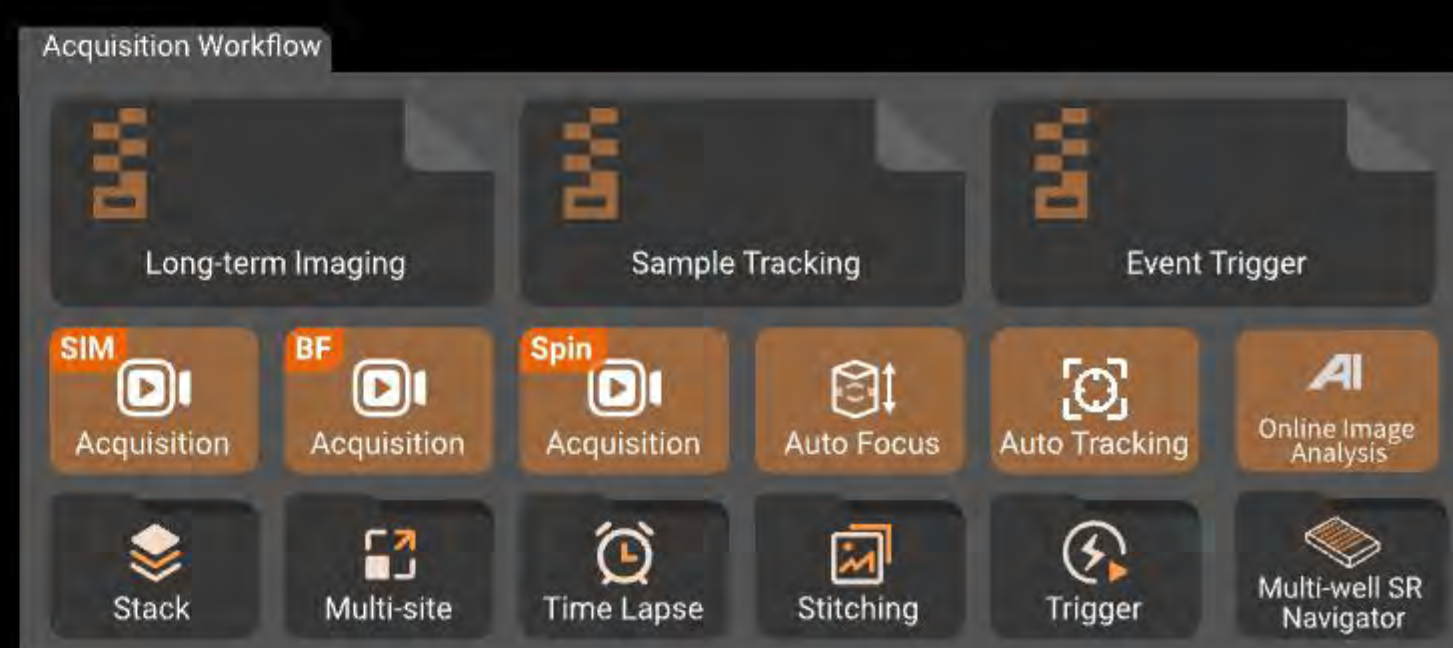 Acquisition Workflow
Long-term Imaging
Sample Tracking
Event Trigger
SIM
Acquisition
BF
Acquisition
Spin
Acquisition
Auto Focus
Auto Tracking
AI
Online Image
Analysis
Stack
Multi-site
Time Lapse
Stitching
Trigger
Multi-well SR
Navigator